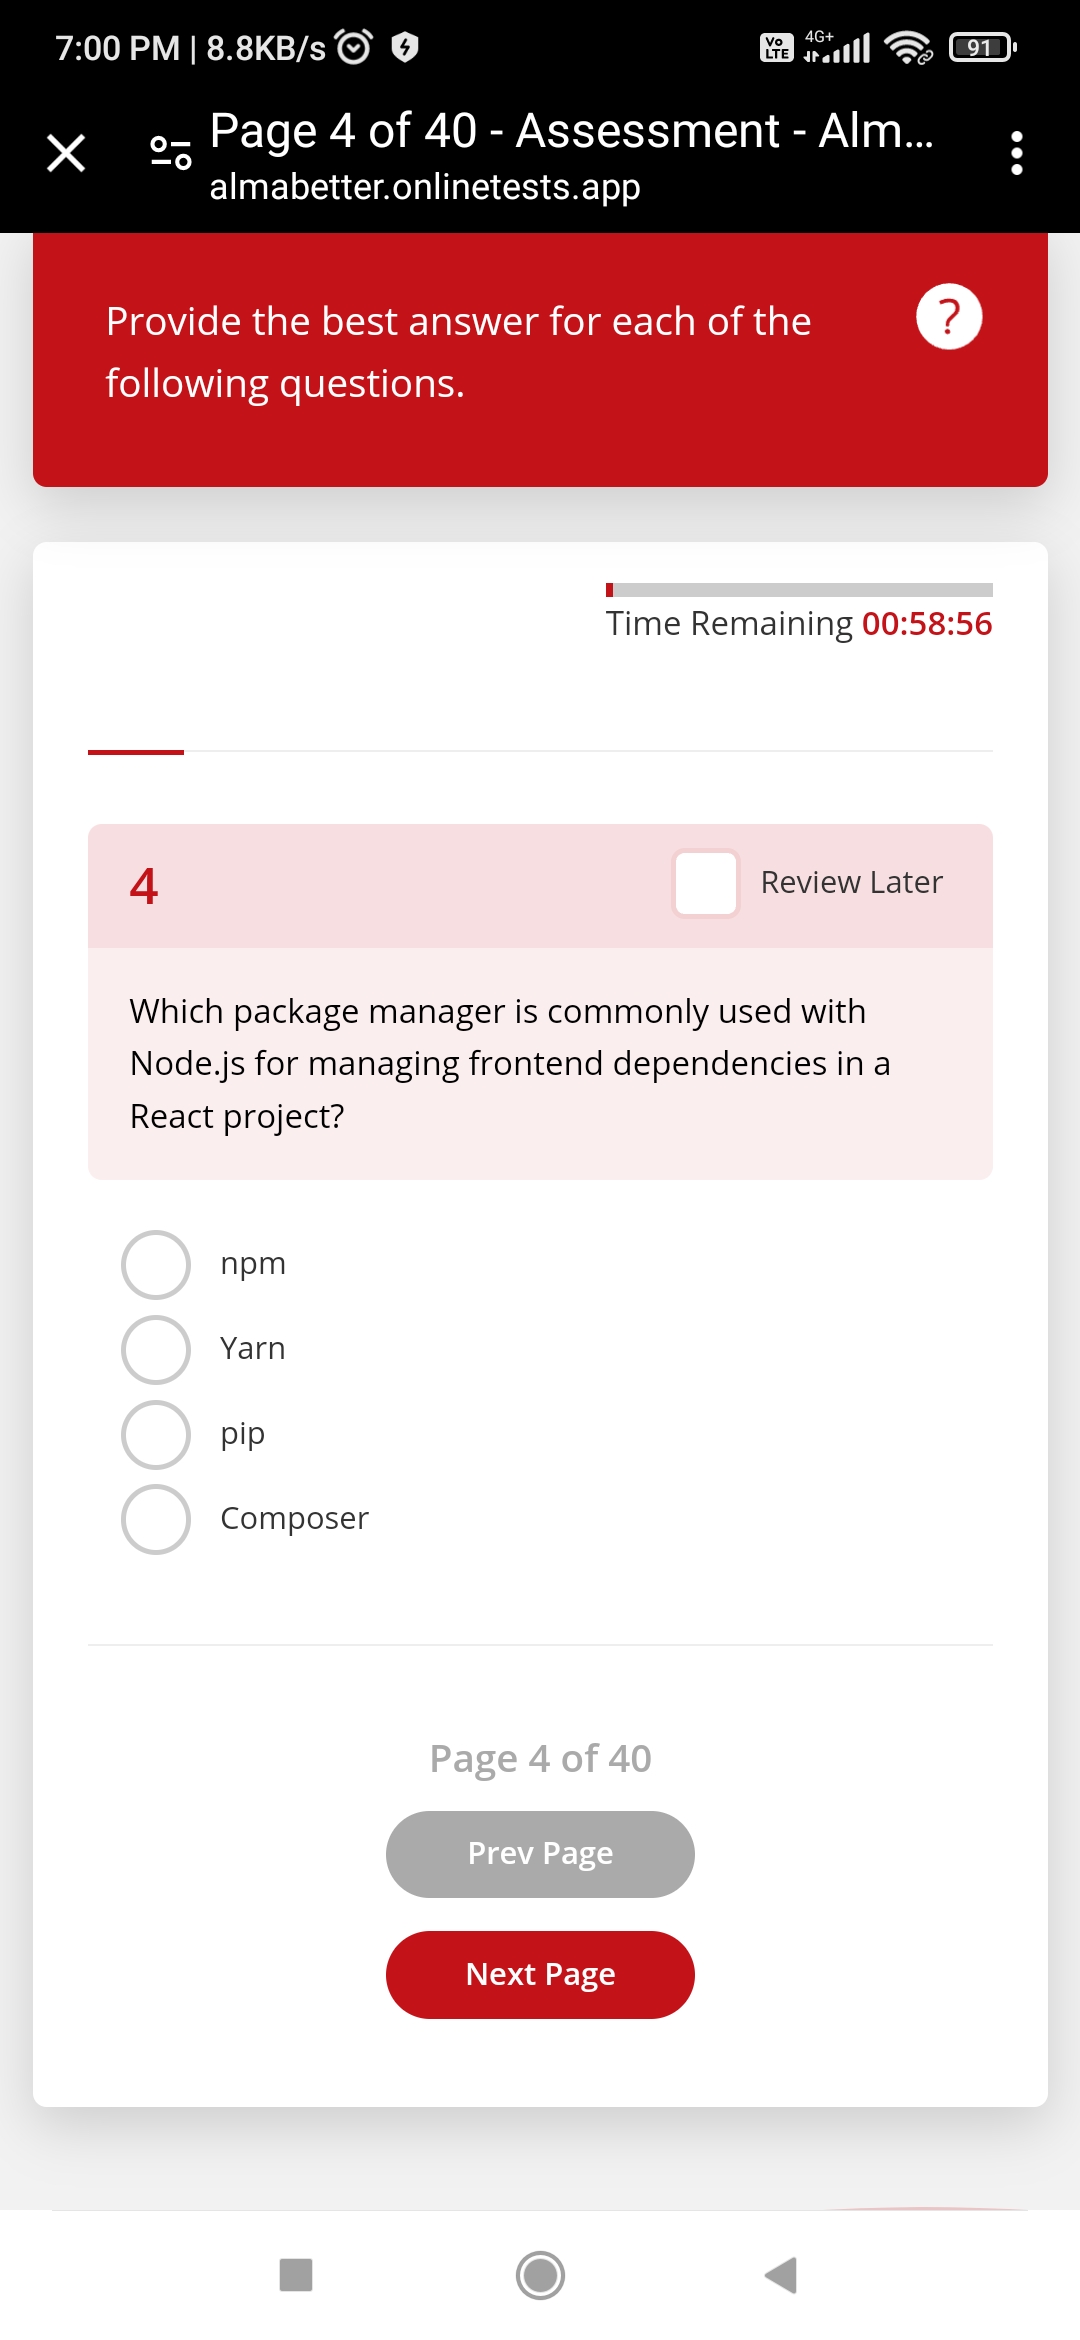 7:00 PM | 8.8KB/s
Vo LTE 4G+ 91
Page 4 of 40 - Assessment - Alm...
almabetter.onlinetests.app
Provide the best answer for each of the
following questions.
?
Time Remaining 00:58:56
4
Review Later
Which package manager is commonly used with
Node.js for managing frontend dependencies in a
React project?
npm
Yarn
pip
Composer
Page 4 of 40
Prev Page
Next Page